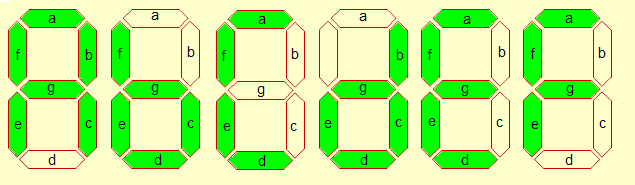 a a a a a a
f b f b f b b f b f b
g g g g g g
e c e c e c e c e c e c
d d d d d d